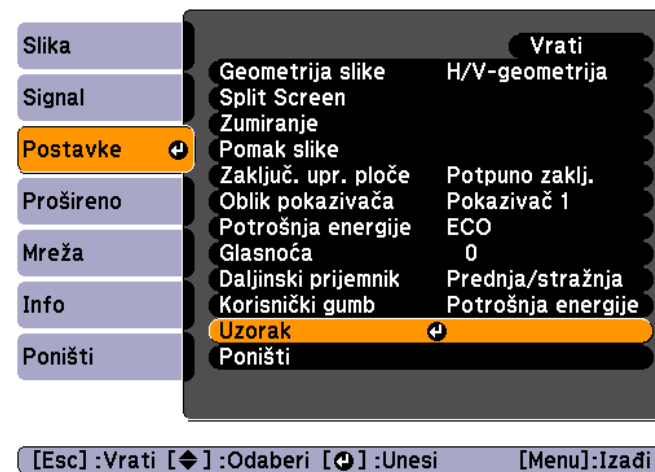 Slika
Signal
Postavke
Prošireno
Mreža
Info
Poništi
Vrati
Geometrija slike H/V-geometrija
Split Screen
Zumiranje
Pomak slike
Zaključ. upr. ploče Potpuno zaklj.
Oblik pokazivača Pokazivač 1
Potrošnja energije ECO
Glasnoća 0
Daljinski prijemnik Prednja/stražnja
Korisnički gumb Potrošnja energije
Uzorak
Poništi
[Esc] :Vrati [◆] :Odaberi [↵] :Unesi [Menu]:Izađi